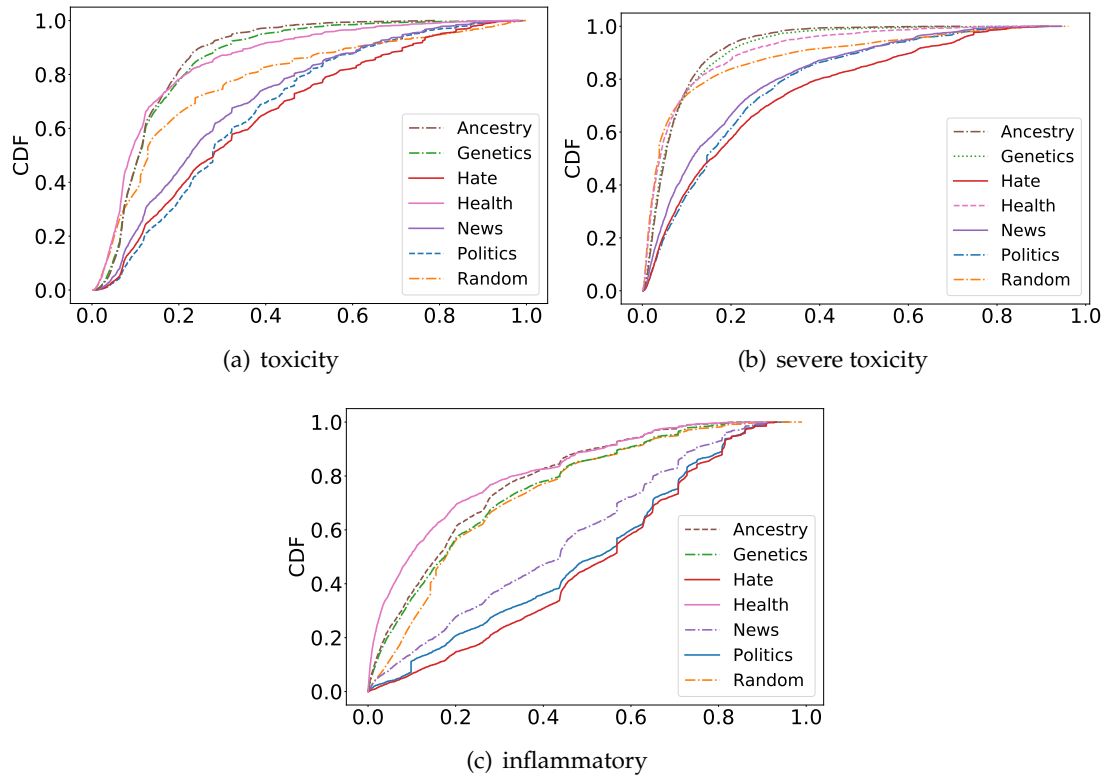 CDF
1.0
0.8
0.6
0.4
0.2
0.0
Ancestry
Genetics
Hate
Health
News
Politics
Random
0.0 0.2 0.4 0.6 0.8 1.0
(a) toxicity
CDF
1.0
0.8
0.6
0.4
0.2
0.0
Ancestry
Genetics
Hate
Health
News
Politics
Random
0.0 0.2 0.4 0.6 0.8 1.0
(b) severe toxicity
CDF
1.0
0.8
0.6
0.4
0.2
0.0
Ancestry
Genetics
Hate
Health
News
Politics
Random
0.0 0.2 0.4 0.6 0.8 1.0
(c) inflammatory